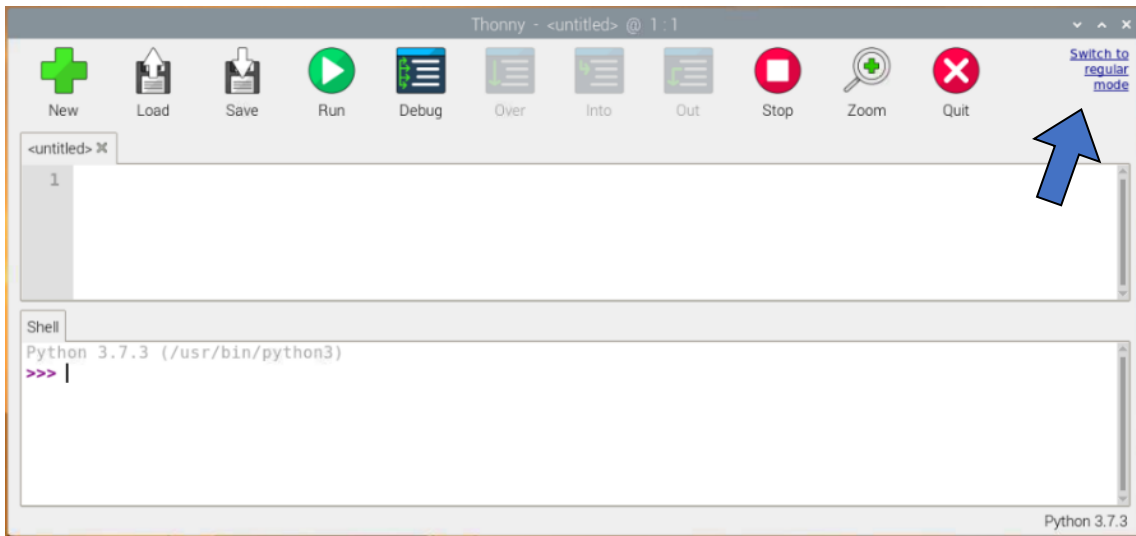 Thonny - <untitled> @ 1:1
New Load Save Run Debug Over Into Out Stop Zoom Quit
Switch to
regular
mode
<untitled>
1
Shell
Python 3.7.3 (/usr/bin/python3)
>>>
Python 3.7.3